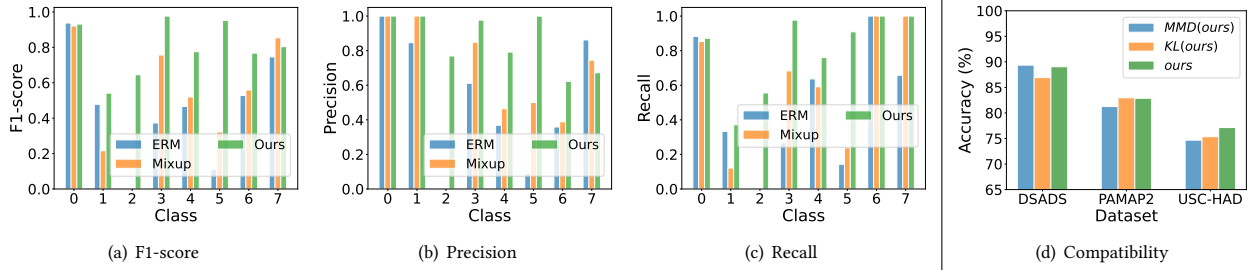 F1-score
1.0
0.8
0.6
0.4
0.2
0.0
ERM
Mixup
Ours
0 1 2 3 4 5 6 7
Class
(a) F1-score
Precision
1.0
0.8
0.6
0.4
0.2
0.0
ERM
Mixup
Ours
0 1 2 3 4 5 6 7
Class
(b) Precision
Recall
1.0
0.8
0.6
0.4
0.2
0.0
ERM
Mixup
Ours
0 1 2 3 4 5 6 7
Class
(c) Recall
Accuracy (%)
100
95
90
85
80
75
70
65
MMD(ours)
KL(ours)
ours
DSADS PAMAP2 USC-HAD
Dataset
(d) Compatibility